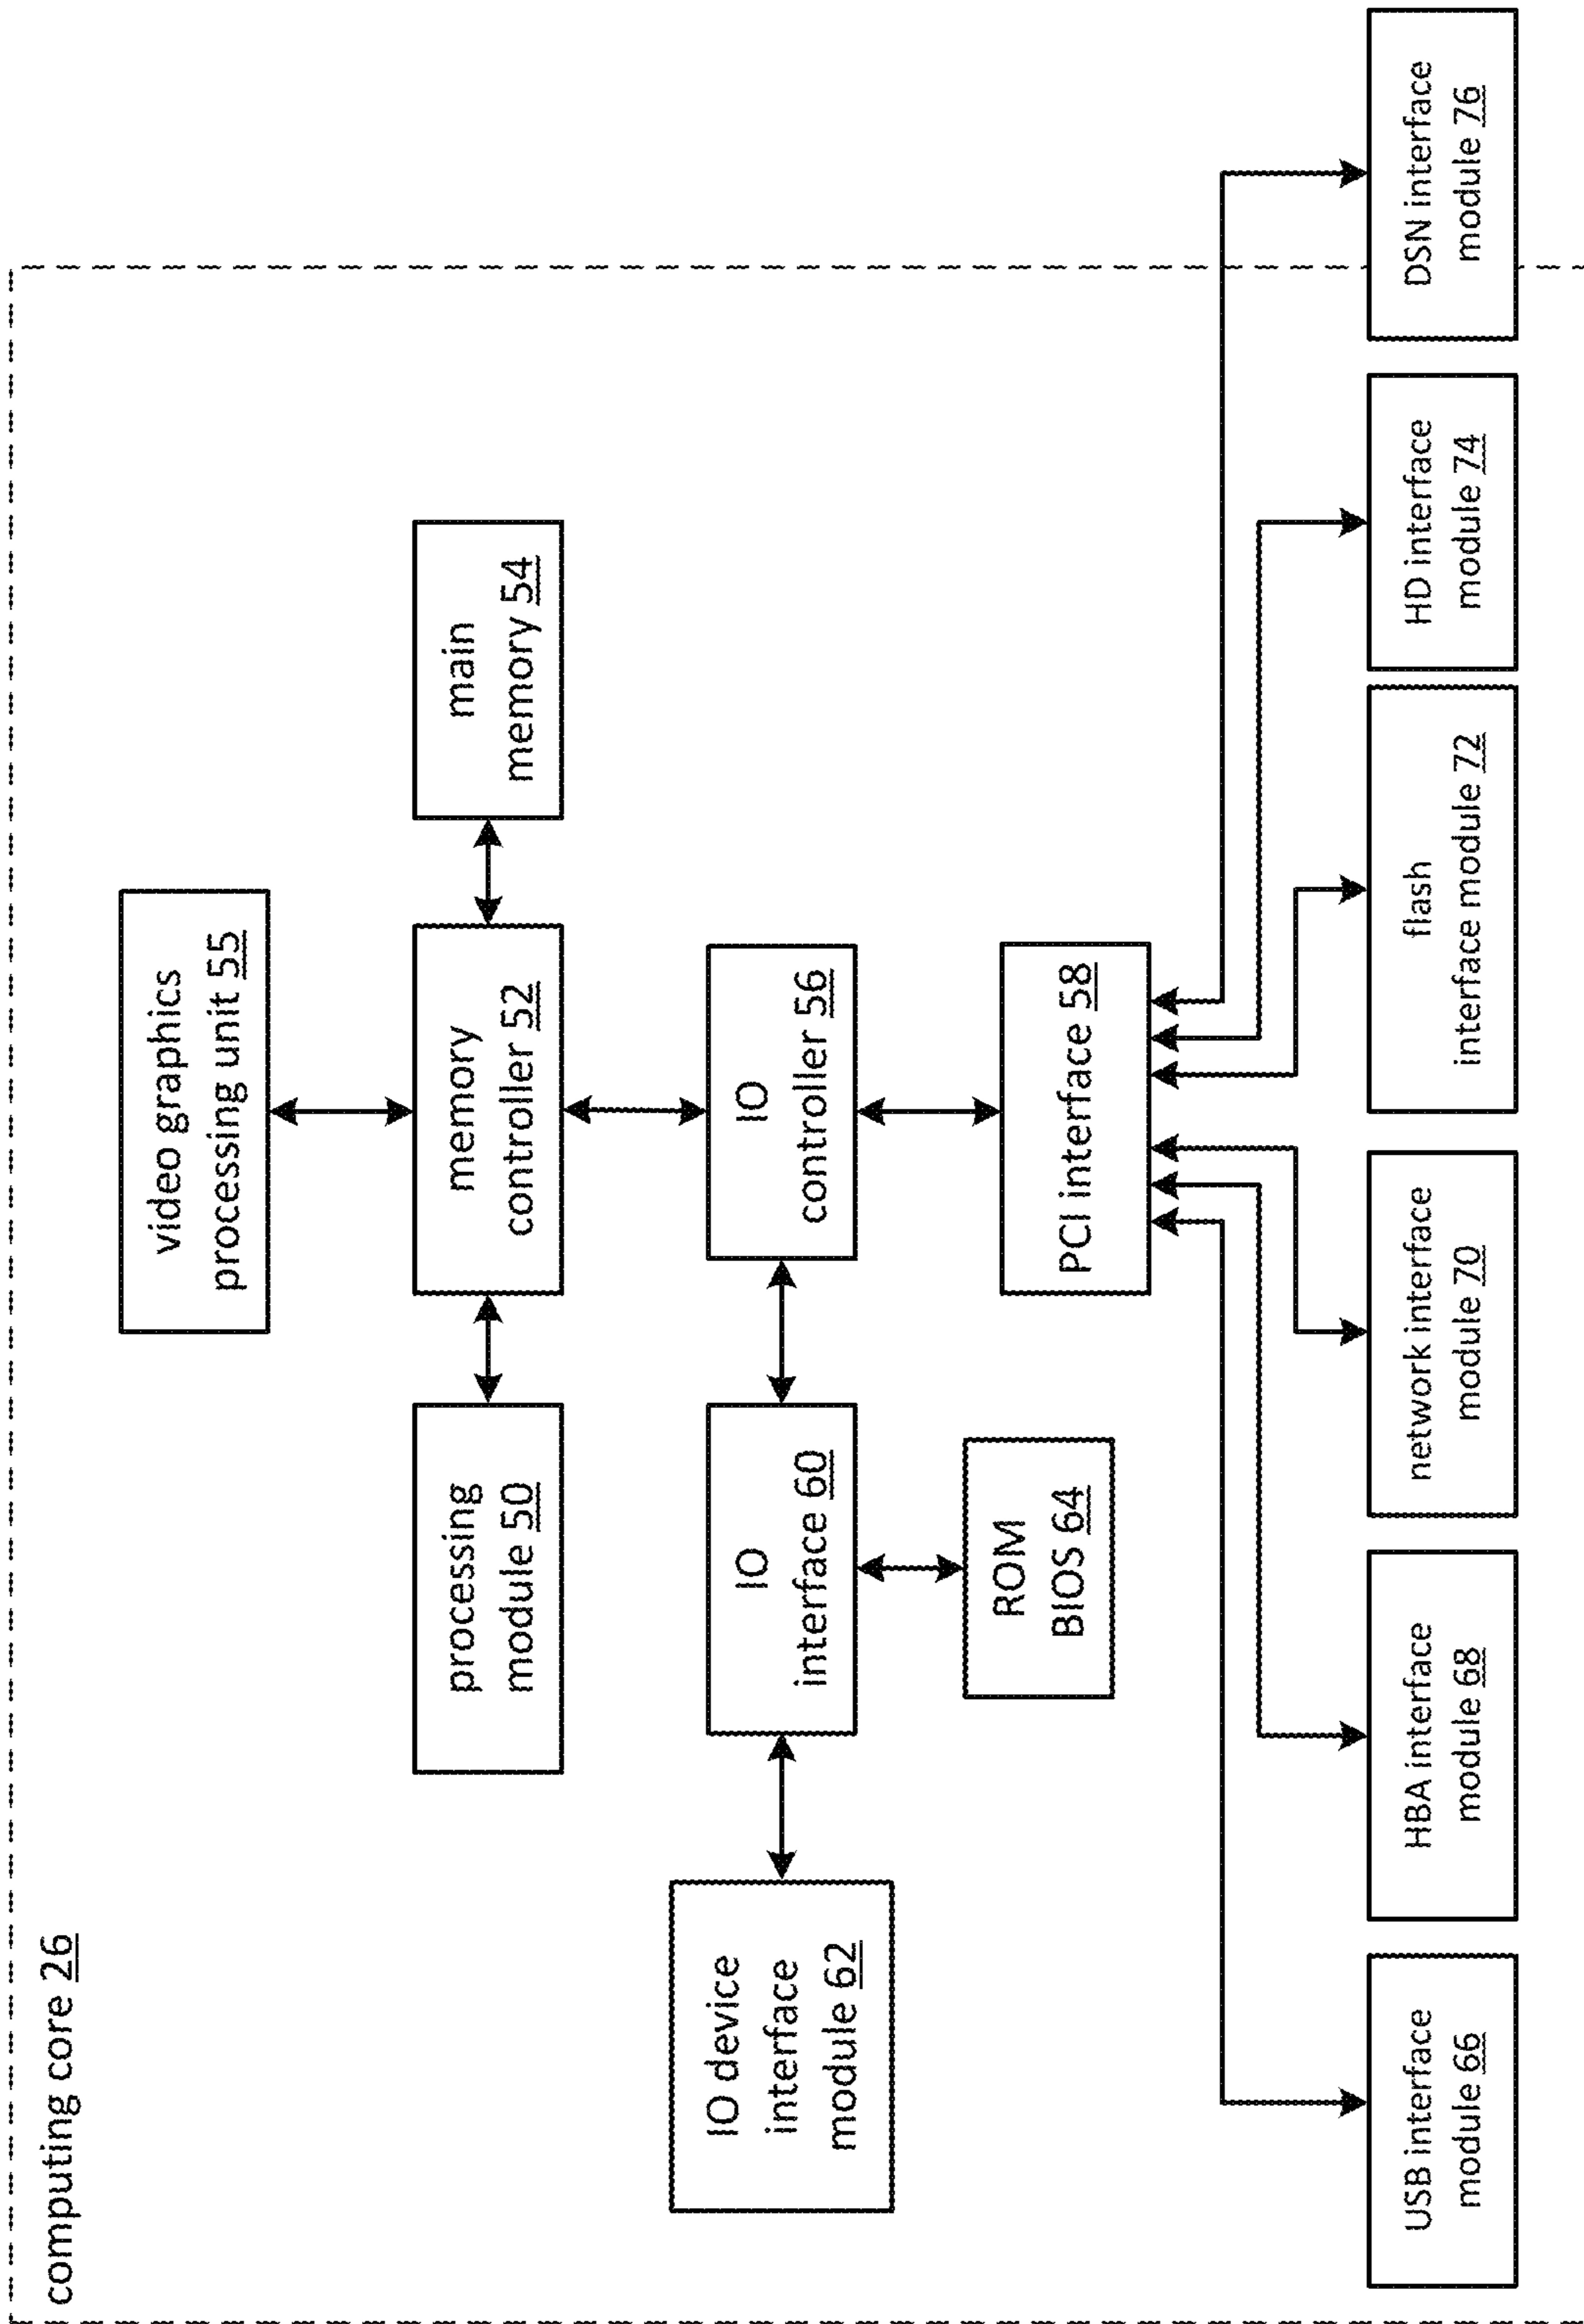 computing core 26
video graphics
processing unit 55
processing
module 50
memory
controller 52
main
memory 54
IO device
interface
module 62
IO
interface 60
IO
controller 56
ROM
BIOS 64
PCI interface 58
USB interface
module 66
HBA interface
module 68
network interface
module 70
flash
interface module 72
HD interface
module 74
DSN interface
module 76